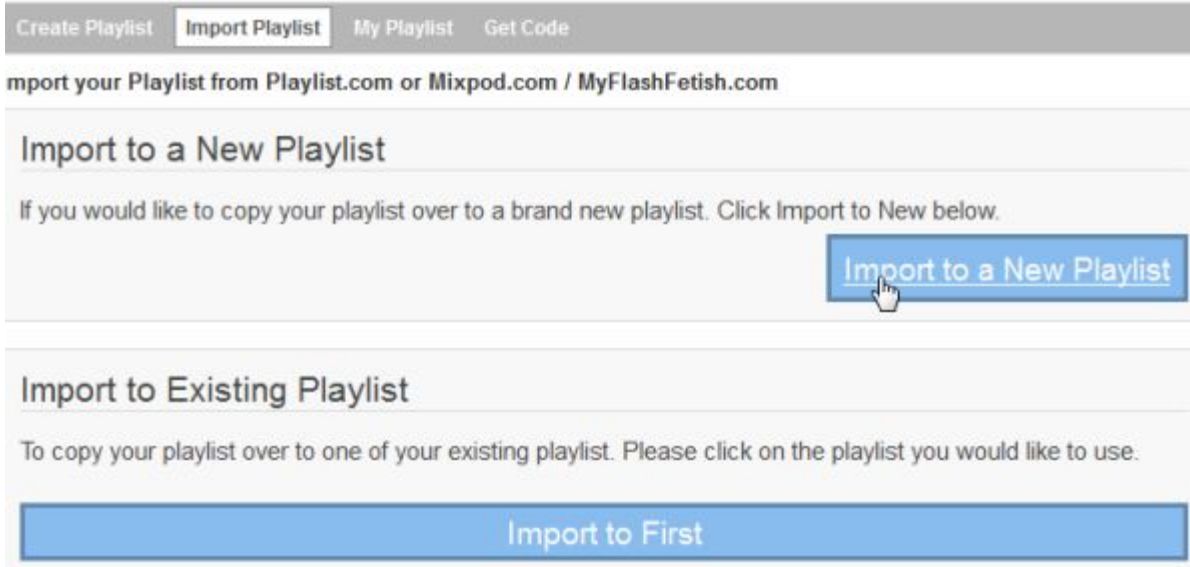 Create Playlist Import Playlist My Playlist Get Code
mport your Playlist from Playlist.com or Mixpod.com / MyFlashFetish.com
Import to a New Playlist
If you would like to copy your playlist over to a brand new playlist. Click Import to New below.
Import to a New Playlist
Import to Existing Playlist
To copy your playlist over to one of your existing playlist. Please click on the playlist you would like to use.
Import to First